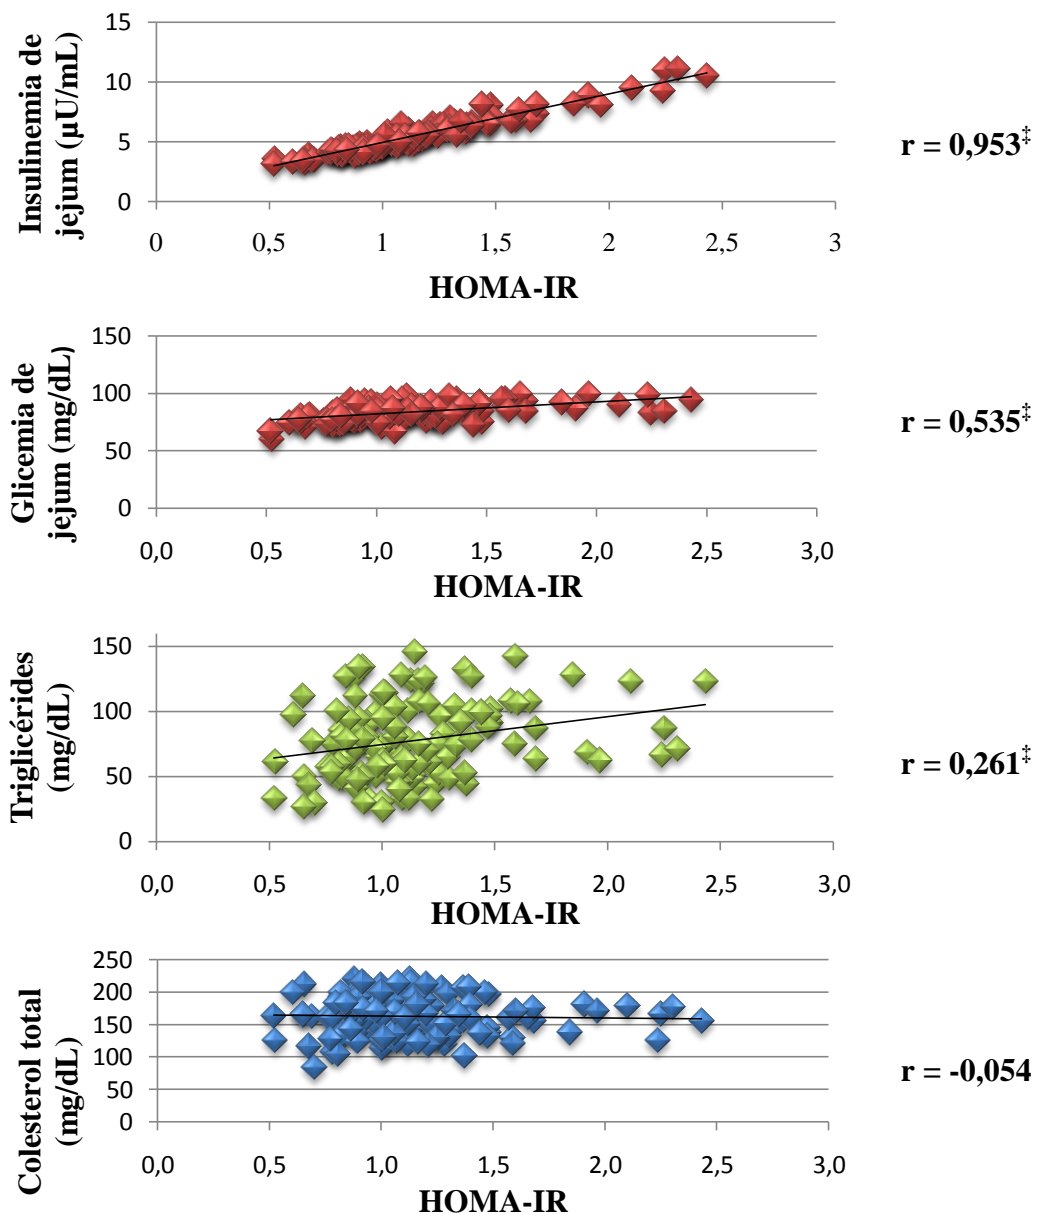 Insulinemia de
jejum (µU/mL)
15
10
5
0
0 0,5 1 1,5 2 2,5 3
HOMA-IR
r = 0,953‡
Glicemia de
jejum (mg/dL)
150
100
50
0
0,0 0,5 1,0 1,5 2,0 2,5 3,0
HOMA-IR
r = 0,535‡
Triglicérides
(mg/dL)
150
100
50
0
0,0 0,5 1,0 1,5 2,0 2,5 3,0
HOMA-IR
r = 0,261‡
Colesterol total
(mg/dL)
250
200
150
100
50
0
0,0 0,5 1,0 1,5 2,0 2,5 3,0
HOMA-IR
r = -0,054